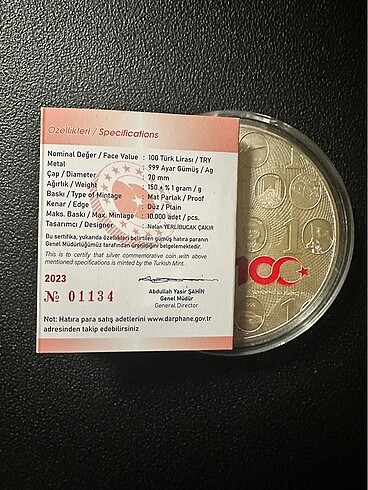 Özellikleri / Specifications
Nominal Değer / Face Value : 100 Türk Lirası / TRY
Metal : 999 Ayar Gümüş / Ag
Çap / Diameter : 70 mm
Ağırlık / Weight : 150 ± % 1 gram / g
Baskı / Type of Mintage : Mat Parlak / Proof
Kenar / Edge : Düz / Plain
Maks. Baskı / Max. Mintage : 10.000 adet / pcs.
Tasarımcı / Designer : Nalan YERLİBUCAK ÇAKIR
Bu sertifika, yukarıda özellikleri belirtilen gümüş hatıra paranın
Genel Müdürlüğümüz tarafından üretildiğini belgelemektedir.
This is to certify that silver commemorative coin with above
mentioned specifications is minted by the Turkish Mint.
2023
№ 01134
Abdullah Yasir ŞAHİN
Genel Müdür
General Director
Not: Hatıra para satış adetlerini www.darphane.gov.tr
adresinden takip edebilirsiniz